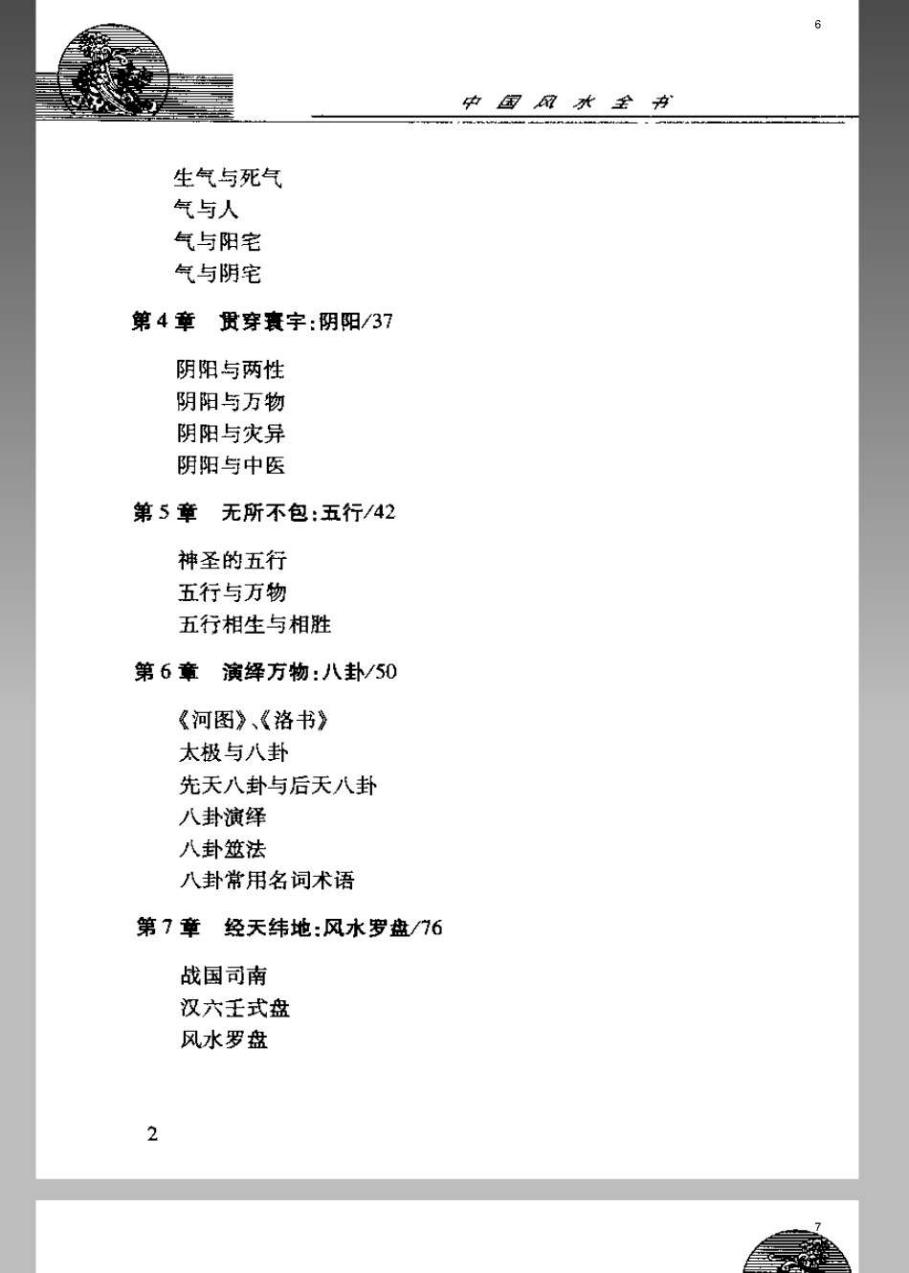 6
中国风水全书
生气与死气
气与人
气与阳宅
气与阴宅
第4章 贯穿寰宇:阴阳/37
阴阳与两性
阴阳与万物
阴阳与灾异
阴阳与中医
第5章 无所不包:五行/42
神圣的五行
五行与万物
五行相生与相胜
第6章 演绎万物:八卦/50
《河图》、《洛书》
太极与八卦
先天八卦与后天八卦
八卦演绎
八卦筮法
八卦常用名词术语
第7章 经天纬地:风水罗盘/76
战国司南
汉六壬式盘
风水罗盘
2
7